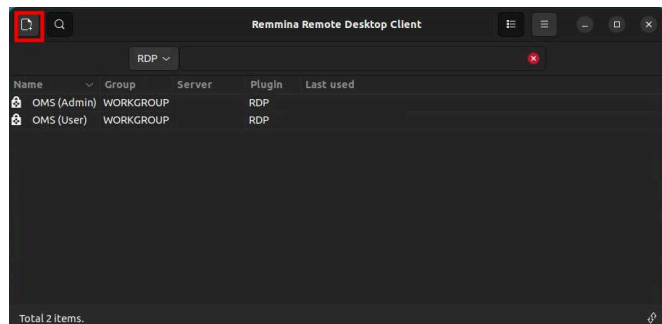 Remmina Remote Desktop Client
RDP
Name Group Server Plugin Last used
OMS (Admin) WORKGROUP RDP
OMS (User) WORKGROUP RDP
Total 2 items.